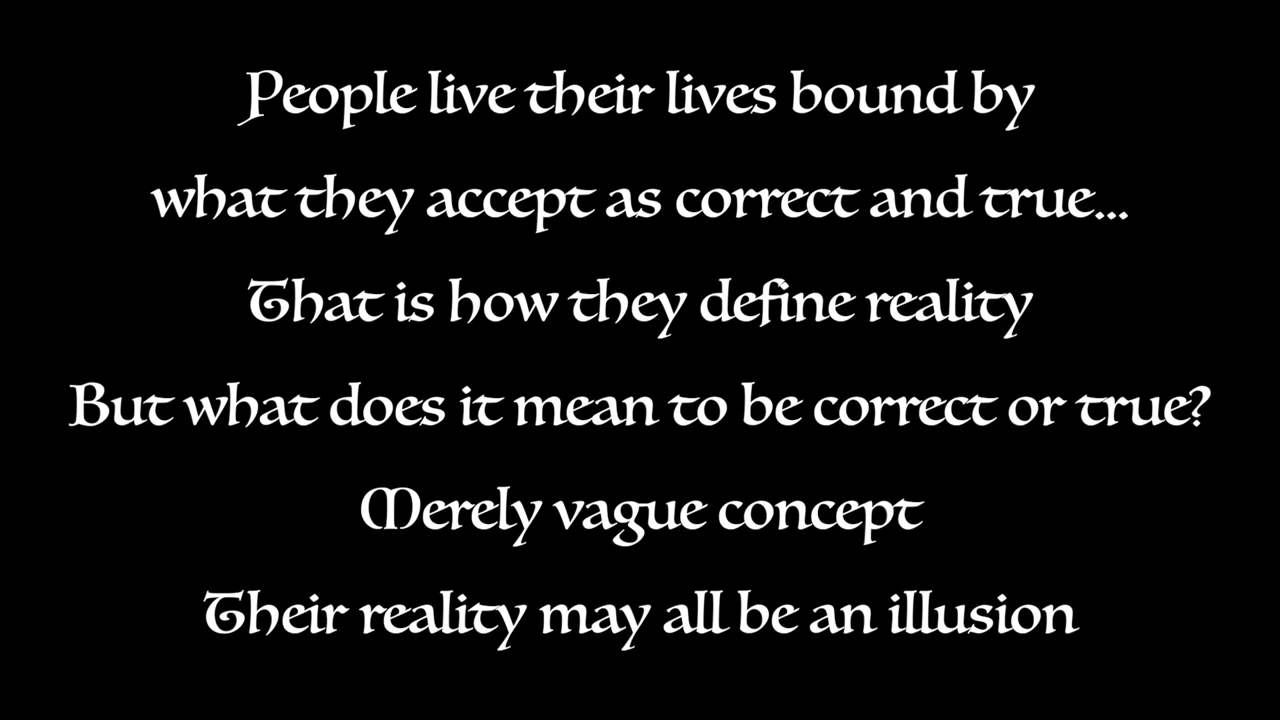 People live their lives bound by
what they accept as correct and true...
That is how they define reality
But what does it mean to be correct or true?
Merely vague concept
Their reality may all be an illusion